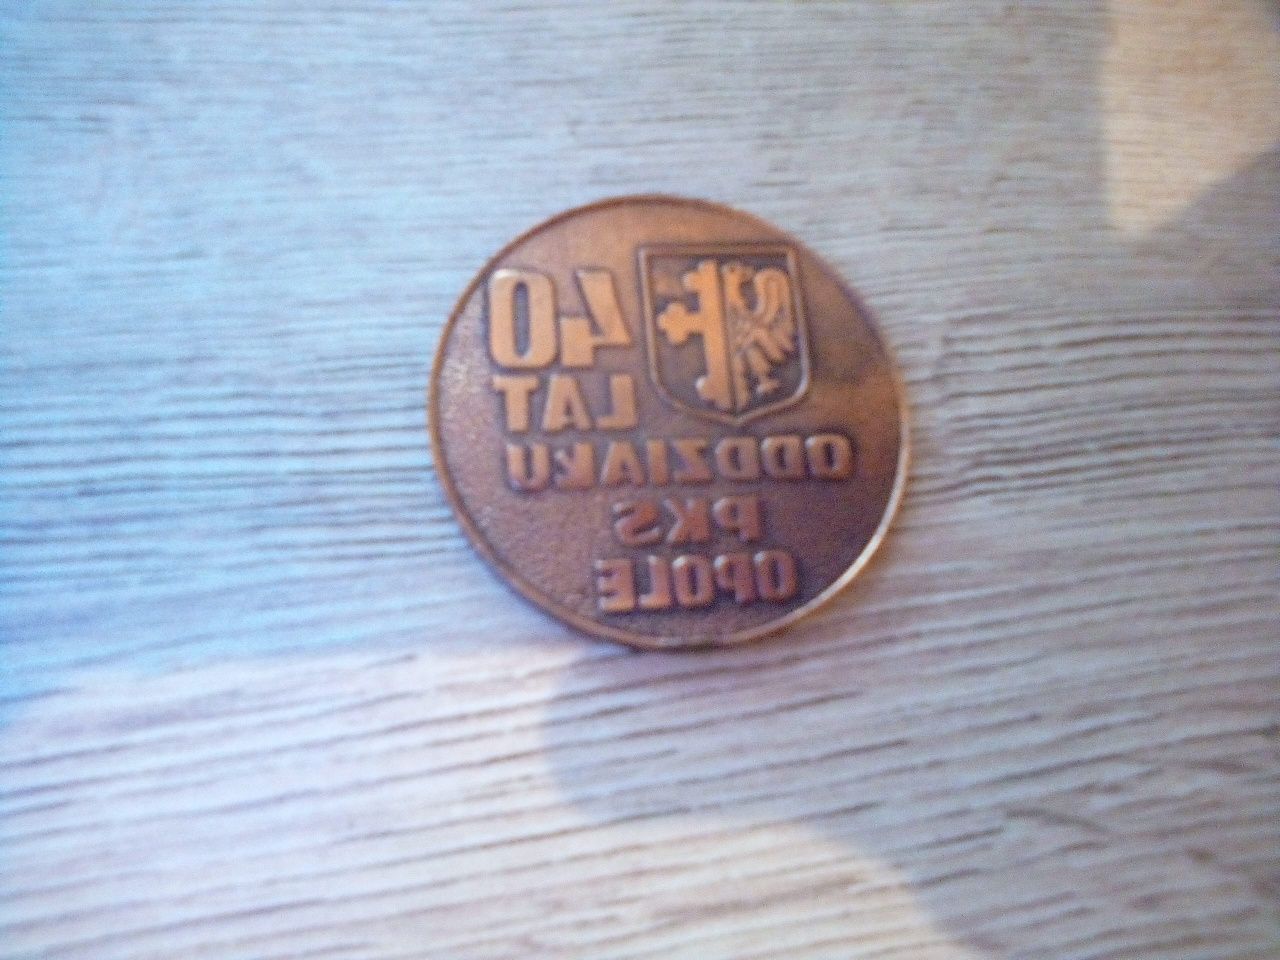 40
LAT
ODDZIAŁU
PKS
OPOLE